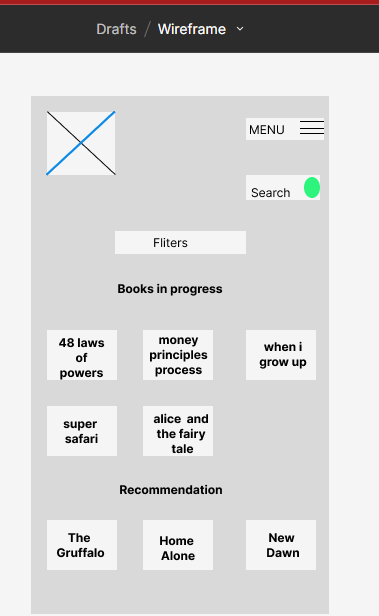 Drafts / Wireframe
MENU
Search
Fliters
Books in progress
48 laws
of
powers
money
principles
process
when i
grow up
super
safari
alice and
the fairy
tale
Recommendation
The
Gruffalo
Home
Alone
New
Dawn